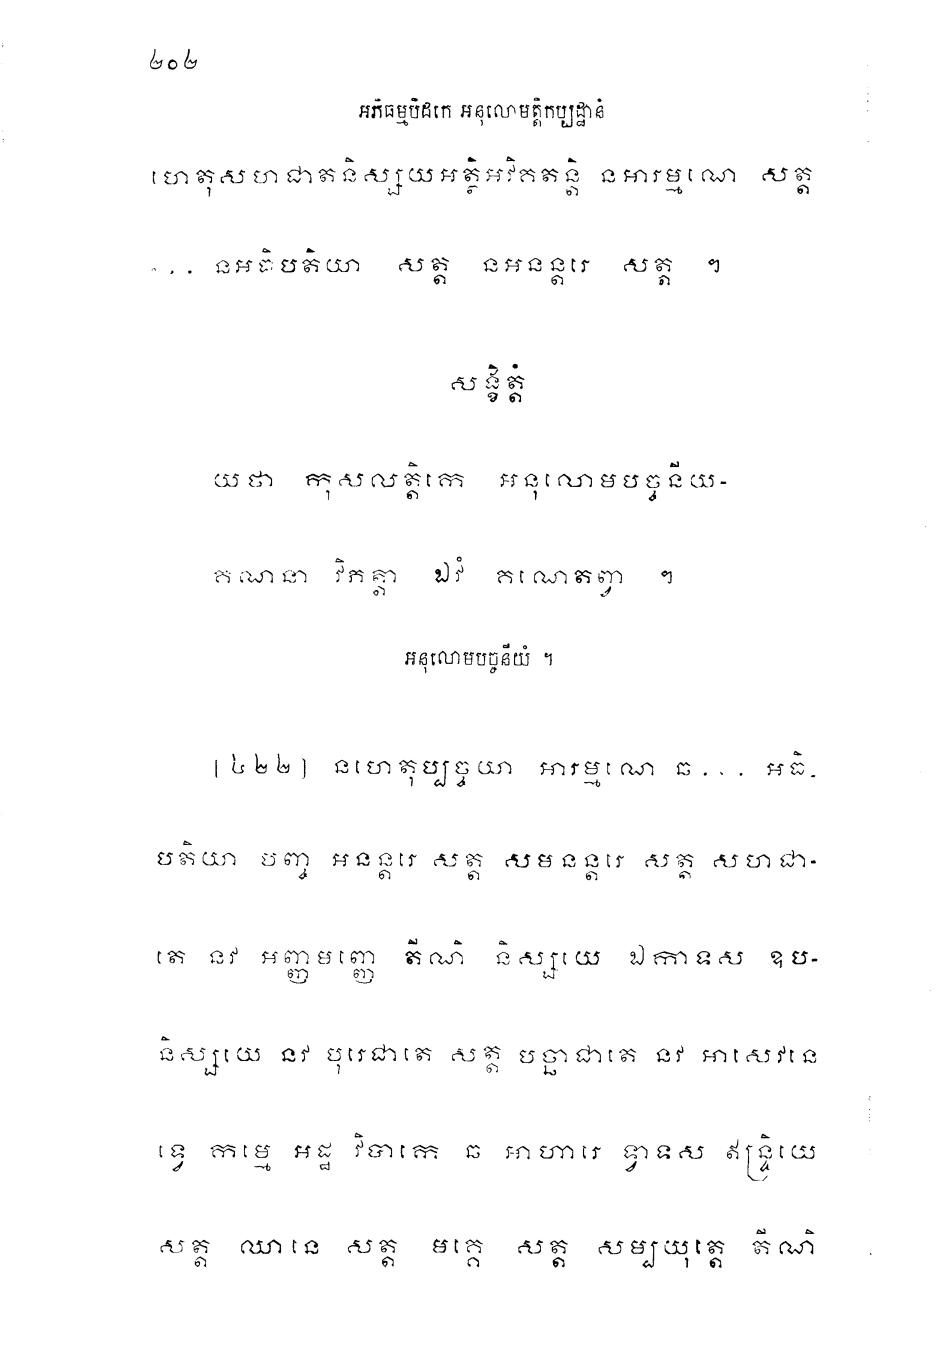 ២០២
អភិធម្មបិដកេ អនុលោមត្តិកប្បដ្ឋានំ
ហេតុសហជាតនិស្សយអត្ថិអវិគតន្តិ នអារម្មណេ សត្ត
... នអធិបតិយា សត្ត នអនន្តរេ សត្ត ។
សង្ខិត្តំ
យថា កុសលត្តិកេ អនុលោមបច្ចនីយ-
គណនា វិភត្តា ឯវំ គណេតព្វា ។
អនុលោមបច្ចនីយំ ។
[៤២២] នហេតុប្បច្ចយា អារម្មណេ ឆ... អធិ-
បតិយា បញ្ច អនន្តរេ សត្ត សមនន្តរេ សត្ត សហជា-
តេ នវ អញ្ញមញ្ញេ តីណិ និស្សយេ ឯកាទស ឧប-
និស្សយេ នវ បុរេជាតេ សត្ត បច្ឆាជាតេ នវ អាសេវនេ
ទ្វេ កម្មេ អដ្ឋ វិបាកេ ឆ អាហារេ ទ្វាទស ឥន្ទ្រិយេ
សត្ត ឈានេ សត្ត មគ្គេ សត្ត សម្បយុត្តេ តីណិ